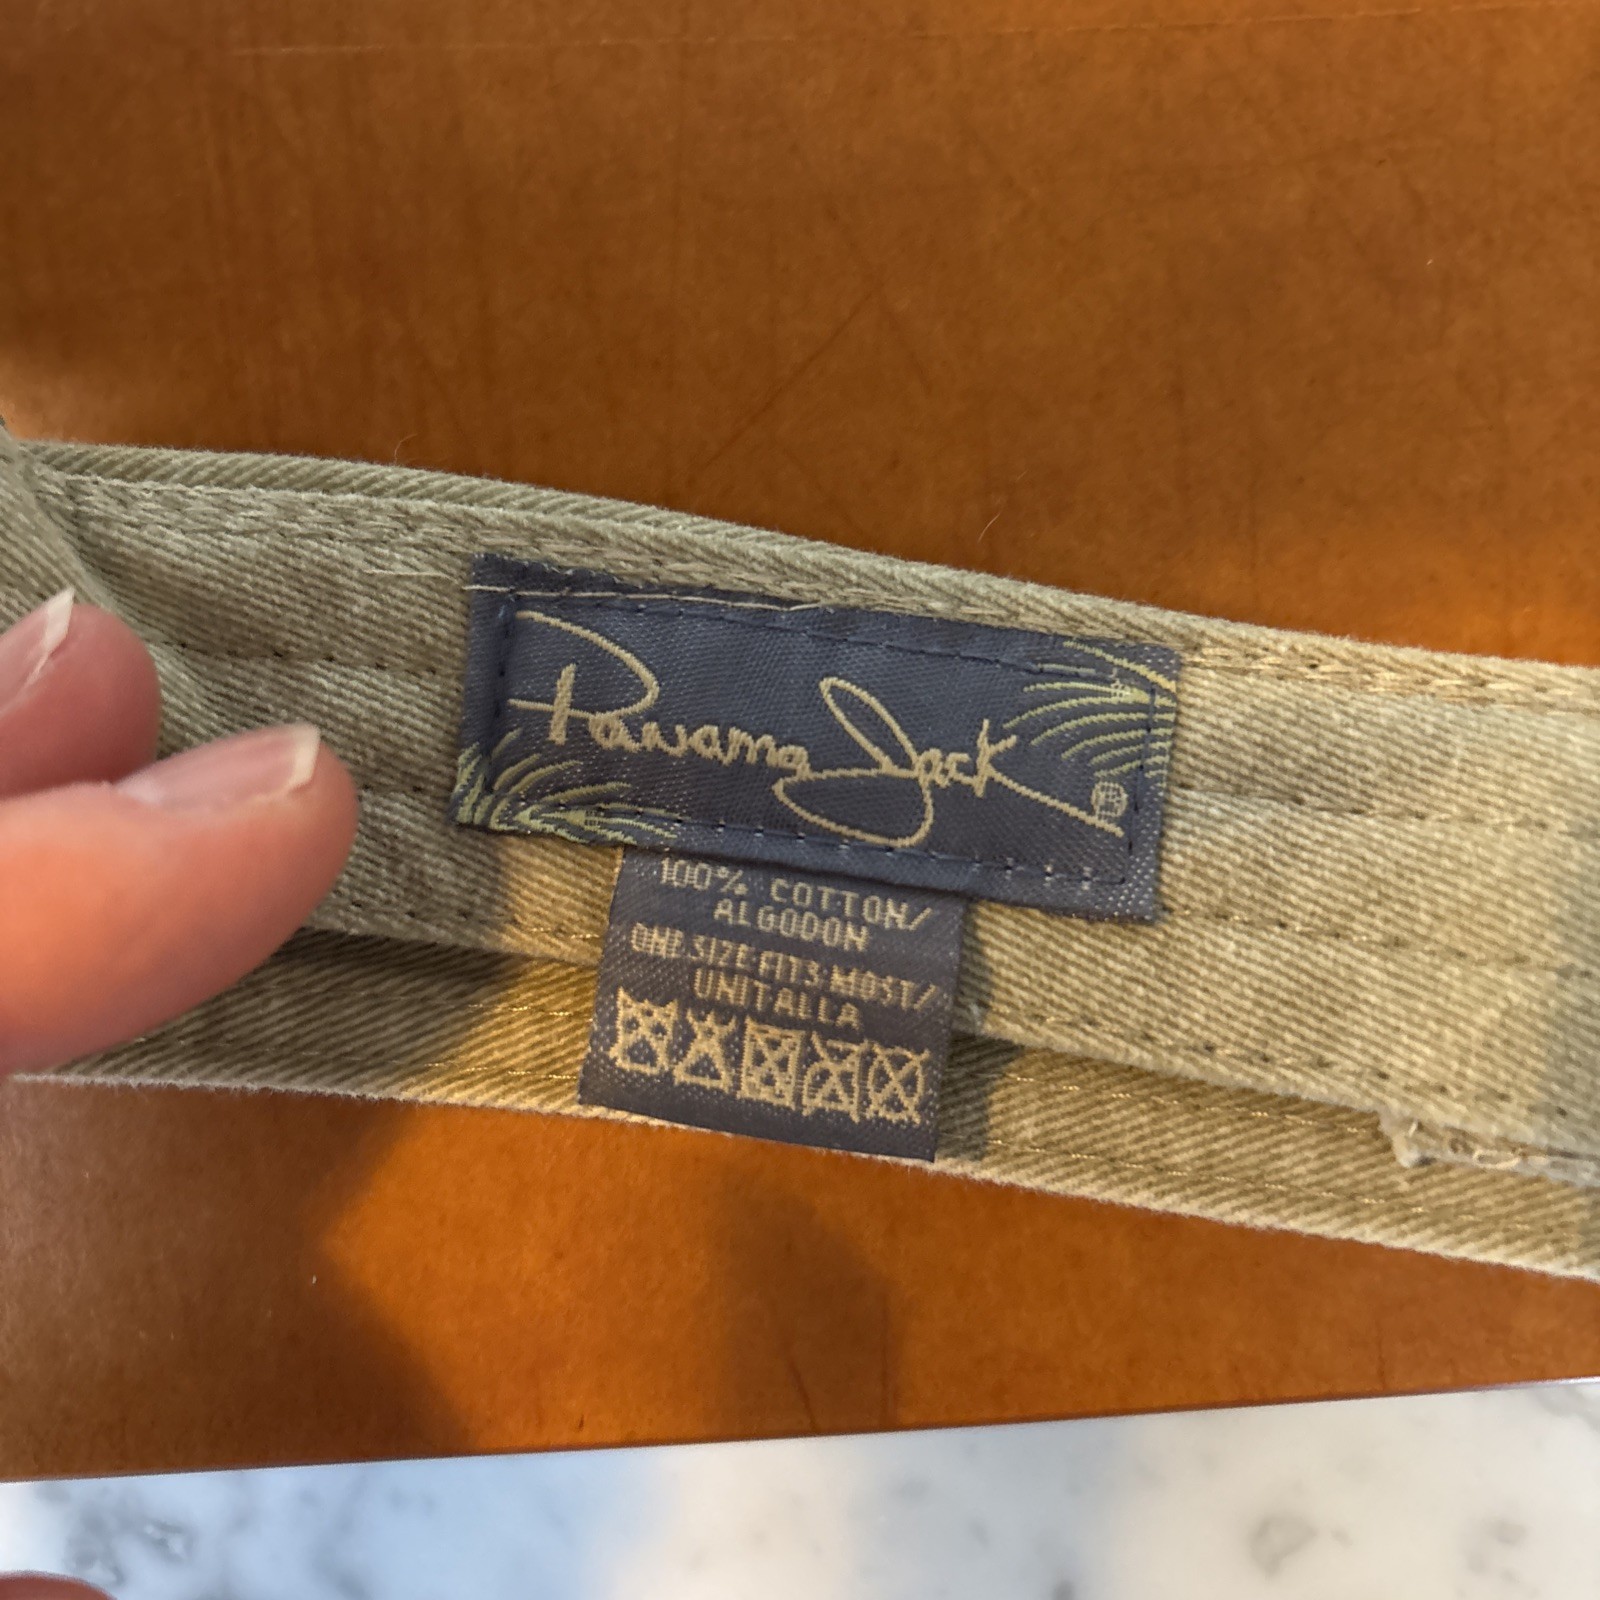 Panama Jack®
100% COTTON/
ALGODON
ONE SIZE FITS MOST/
UNITALLA